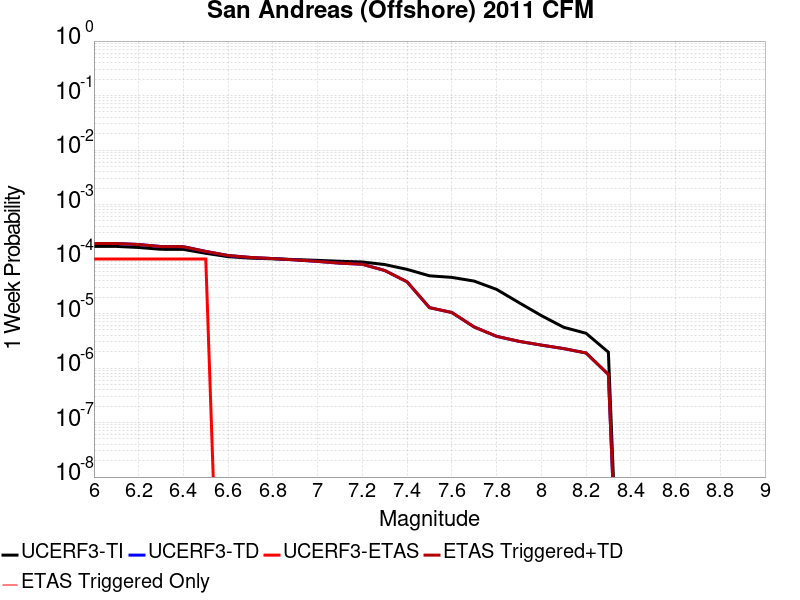 San Andreas (Offshore) 2011 CFM
10^0
10^-1
10^-2
10^-3
10^-4
10^-5
10^-6
10^-7
10^-8
1 Week Probability
6 6.2 6.4 6.6 6.8 7 7.2 7.4 7.6 7.8 8 8.2 8.4 8.6 8.8 9
Magnitude
UCERF3-TI UCERF3-TD UCERF3-ETAS ETAS Triggered+TD
ETAS Triggered Only